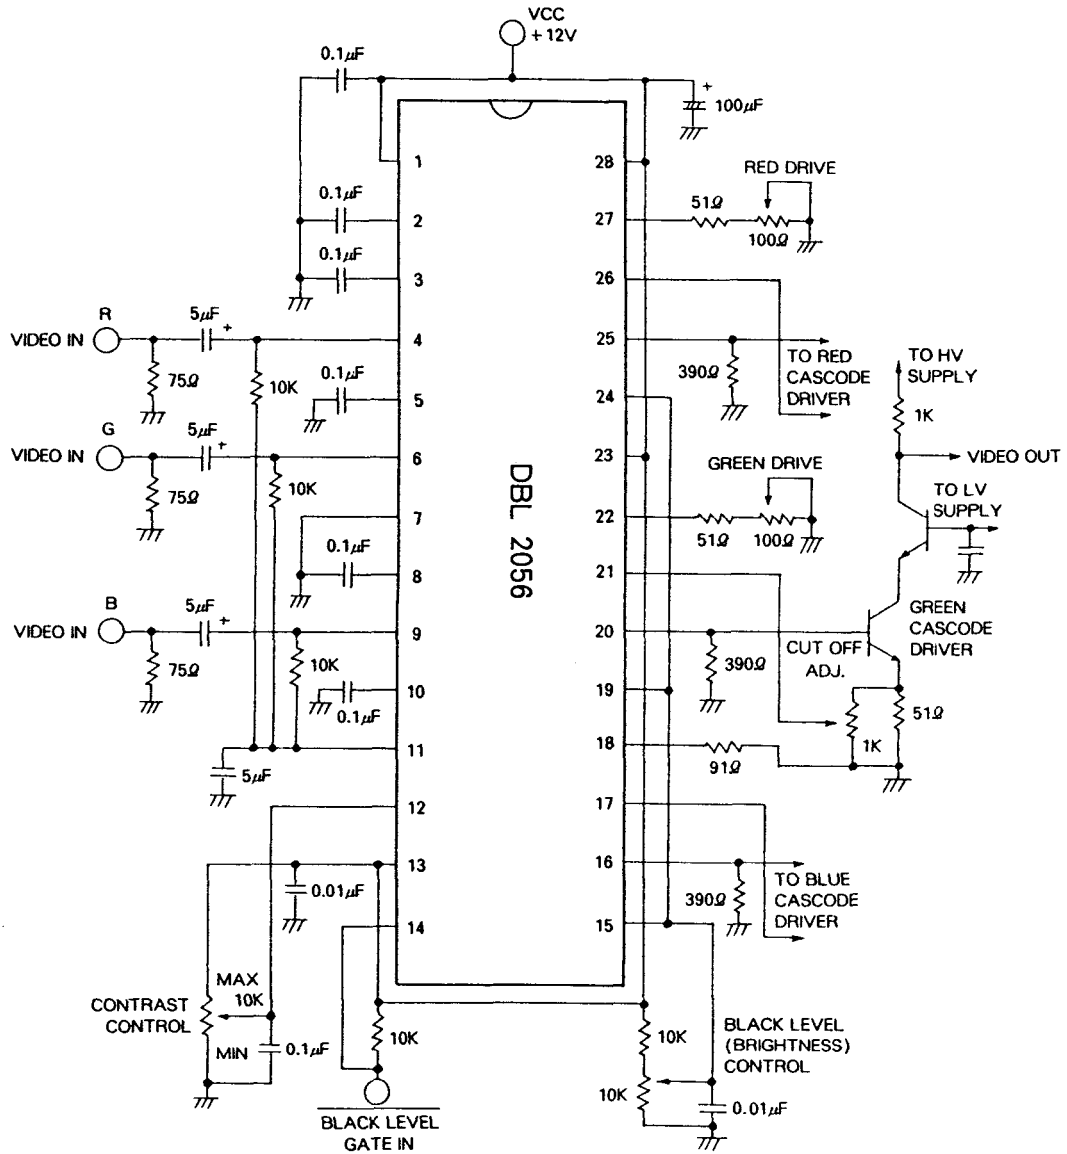 VCC
+12V
0.1µF
+
100µF
1
28
RED DRIVE
0.1µF
2
27
51Ω
100Ω
0.1µF
3
26
R
VIDEO IN
5µF
+
4
25
TO RED
CASCODE
DRIVER
390Ω
TO HV
SUPPLY
75Ω
10K
0.1µF
5
24
1K
G
VIDEO IN
5µF
+
6
23
GREEN DRIVE
VIDEO OUT
75Ω
10K
DBL 2056
TO LV
SUPPLY
7
22
51Ω
100Ω
0.1µF
8
21
B
VIDEO IN
5µF
+
9
20
GREEN
CASCODE
DRIVER
75Ω
10K
390Ω
CUT OFF
ADJ.
0.1µF
10
19
1K
51Ω
5µF
11
18
91Ω
12
17
13
16
0.01µF
390Ω
TO BLUE
CASCODE
DRIVER
14
15
CONTRAST
CONTROL
MAX
10K
MIN
0.1µF
10K
BLACK LEVEL
GATE IN
10K
10K
BLACK LEVEL
(BRIGHTNESS)
CONTROL
0.01µF